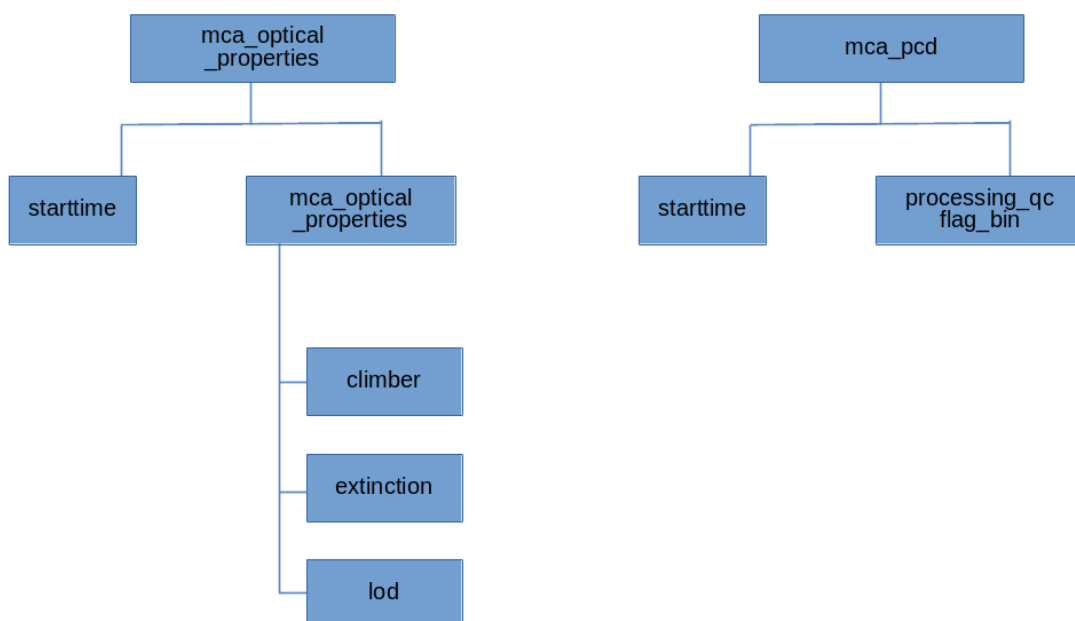 mca_optical
_properties
mca_pcd
starttime
mca_optical
_properties
starttime
processing_qc
flag_bin
climber
extinction
lod